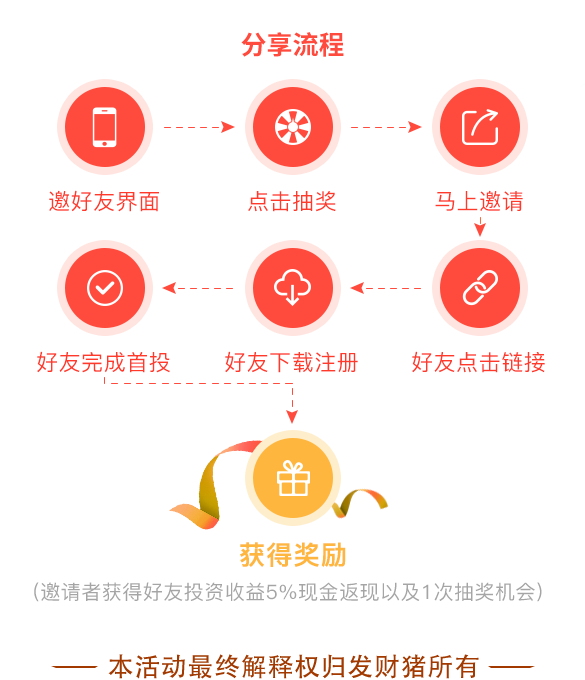 分享流程
邀好友界面
点击抽奖
马上邀请
好友完成首投
好友下载注册
好友点击链接
获得奖励
（邀请者获得好友投资收益5%现金返现以及1次抽奖机会）
本活动最终解释权归发财猪所有